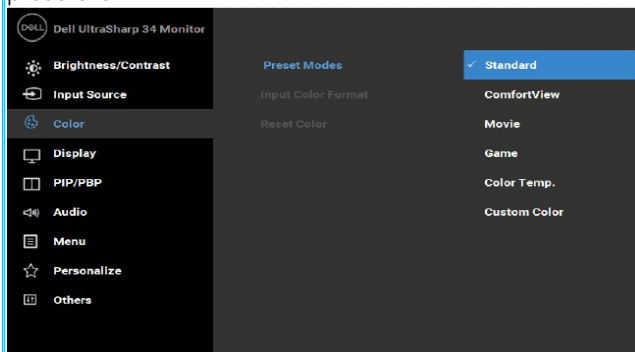 DELL Dell UltraSharp 34 Monitor
Brightness/Contrast Preset Modes ✓ Standard
Input Source Input Color Format ComfortView
Color Reset Color Movie
Display Game
PIP/PBP Color Temp.
Audio Custom Color
Menu
Personalize
Others